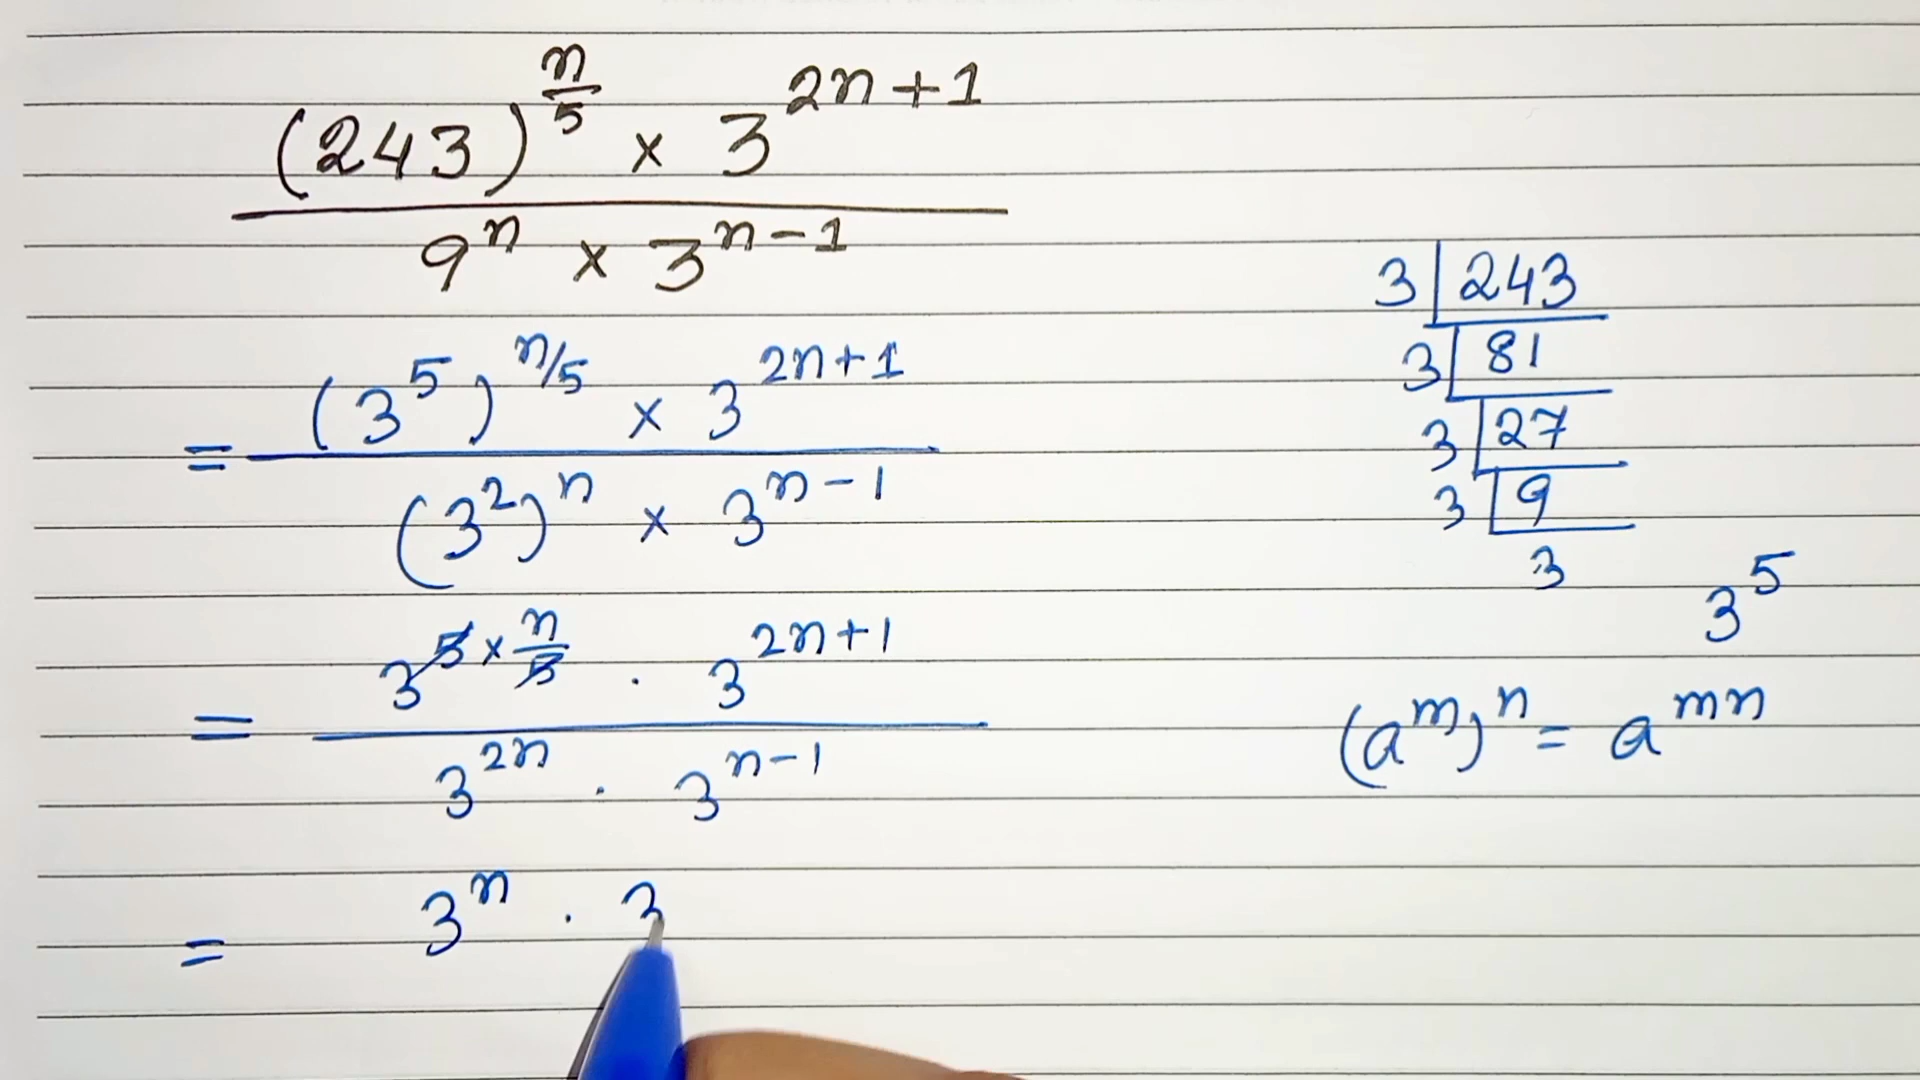 (243)^{n/5} × 3^{2n+1}
9^n × 3^{n-1}
= (3^5)^{n/5} × 3^{2n+1}
(3^2)^n × 3^{n-1}
= 3^{5×n/5} · 3^{2n+1}
3^{2n} · 3^{n-1}
= 3^n · 3
3 | 243
3 | 81
3 | 27
3 | 9
3
3^5
(a^m)^n = a^{mn}